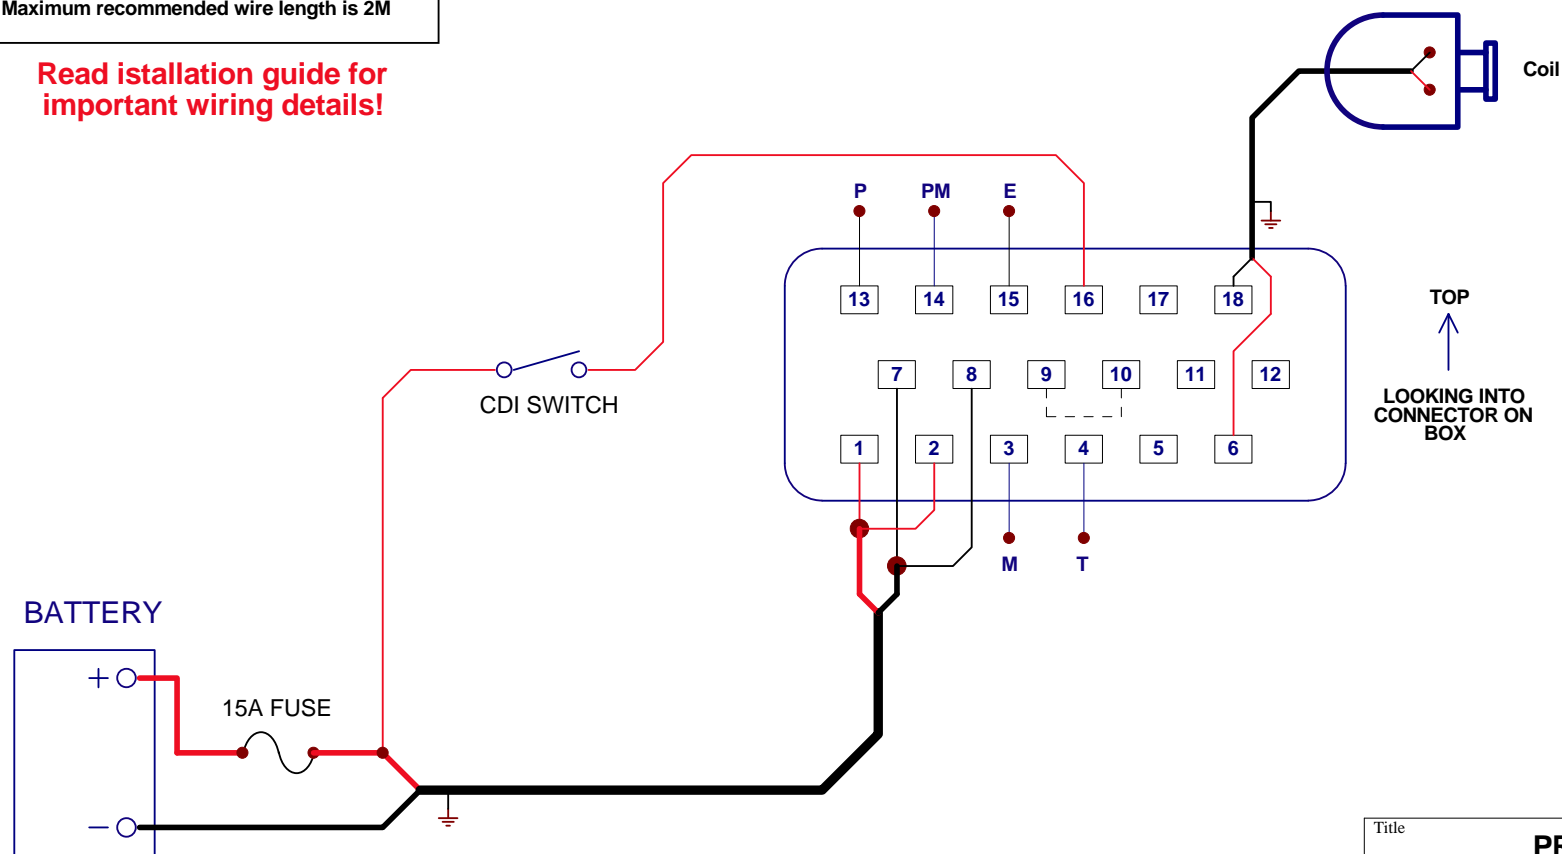 Maximum recommended wire length is 2M
Read istallation guide for
important wiring details!
Coil
P PM E
13 14 15 16 17 18
TOP
7 8 9 10 11 12
CDI SWITCH
LOOKING INTO
CONNECTOR ON
BOX
1 2 3 4 5 6
M T
BATTERY
+
15A FUSE
−
Title